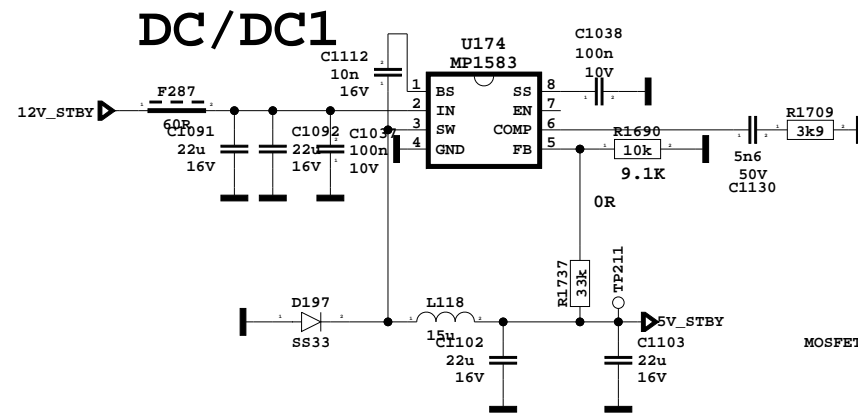 DC/DC1
U174
MP1583
C1112
10n
16V
C1038
100n
10V
1 BS SS 8
2 IN EN 7
3 SW COMP 6
4 GND FB 5
12V_STBY
F287
60R
C1091
22u
16V
C1092
22u
16V
C1037
100n
10V
R1690
10k
9.1K
0R
5n6
50V
C1130
R1709
3k9
R1737
33k
TP211
D197
SS33
L118
15u
5V_STBY
C1102
22u
16V
C1103
22u
16V
MOSFET